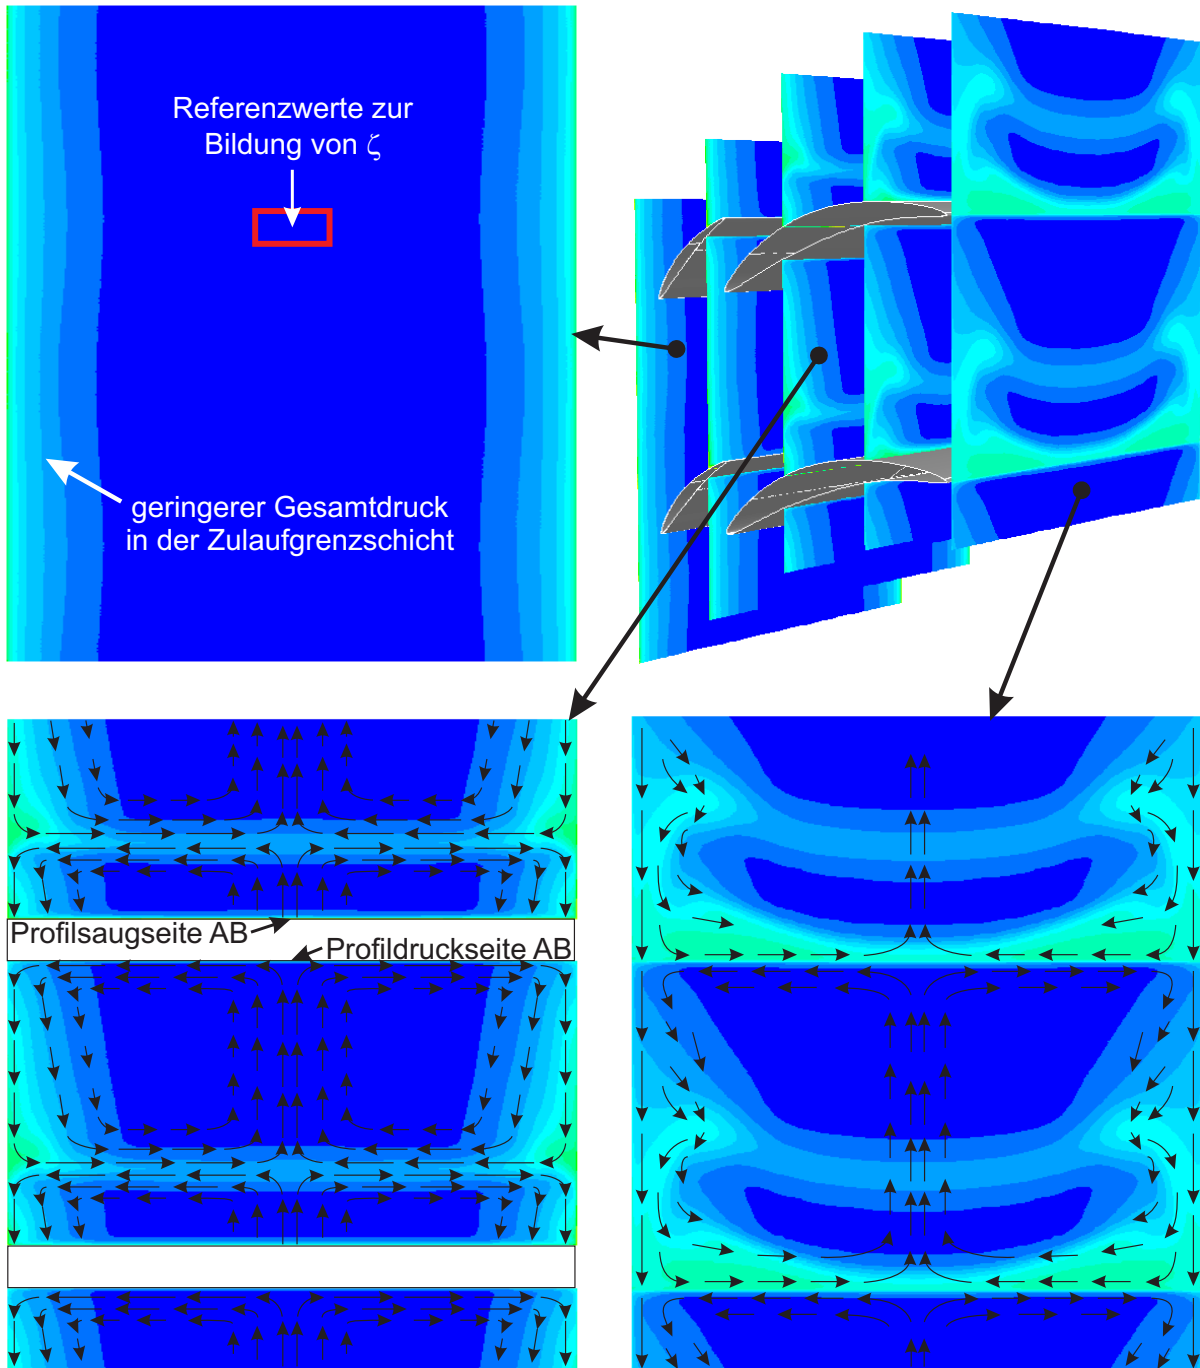 Referenzwerte zur
Bildung von ζ
geringerer Gesamtdruck
in der Zulaufgrenzschicht
Profilsaugseite AB
Profildruckseite AB